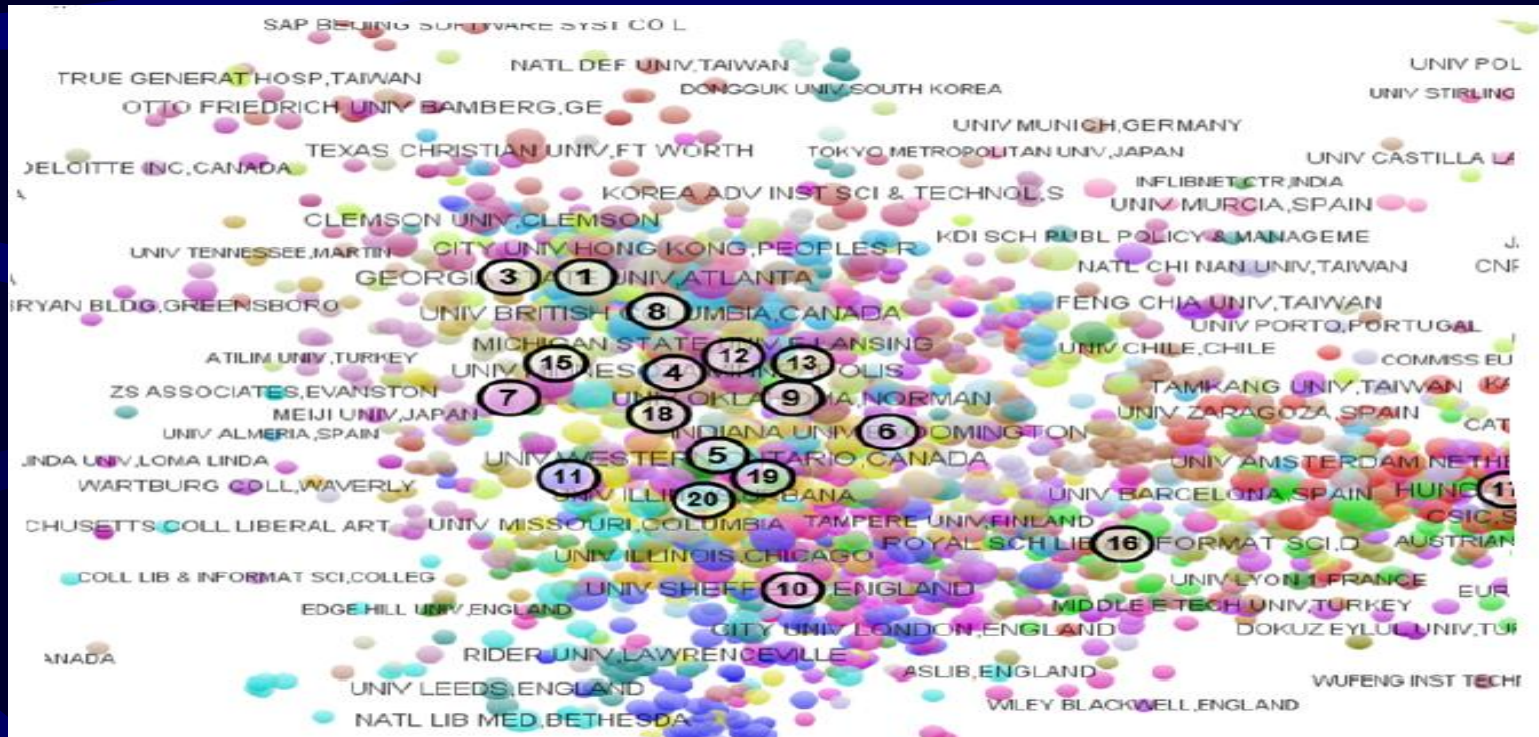 SAP BEIJING SOFTWARE SYST CO L
NATL DEF UNIV,TAIWAN
UNIV POL
TRUE GENERAT HOSP,TAIWAN
DONGGUK UNIV,SOUTH KOREA
UNIV STIRLING
OTTO FRIEDRICH UNIV BAMBERG,GE
UNIV MUNICH,GERMANY
TEXAS CHRISTIAN UNIV,FT WORTH
TOKYO METROPOLITAN UNIV,JAPAN
UNIV CASTILLA LA
DELOITTE INC,CANADA
INFLIBNET CTR,INDIA
KOREA ADV INST SCI & TECHNOL,S
UNIV MURCIA,SPAIN
CLEMSON UNIV,CLEMSON
KDI SCH PUBL POLICY & MANAGEME
UNIV TENNESSEE,MARTIN
CITY UNIV HONG KONG,PEOPLES R
J.
NATL CHI NAN UNIV,TAIWAN
CNR
3
1
GEORGIA STATE UNIV,ATLANTA
BRYAN BLDG,GREENSBORO
FENG CHIA UNIV,TAIWAN
8
UNIV BRITISH COLUMBIA,CANADA
UNIV PORTO,PORTUGAL
MICHIGAN STATE UNIV,E LANSING
UNIV CHILE,CHILE
ATILIM UNIV,TURKEY
12
COMMISS EU
15
13
UNIV MINNESOTA,MINNEAPOLIS
4
ZS ASSOCIATES,EVANSTON
TAMKANG UNIV,TAIWAN
7
UNIV OKLAHOMA,NORMAN
9
MEIJI UNIV,JAPAN
18
UNIV ZARAGOZA,SPAIN
CAT
UNIV ALMERIA,SPAIN
INDIANA UNIV,BLOOMINGTON
6
LINDA UNIV,LOMA LINDA
UNIV WESTERN ONTARIO,CANADA
5
UNIV AMSTERDAM,NETHE
WARTBURG COLL,WAVERLY
11
19
UNIV ILLINOIS,URBANA
20
UNIV BARCELONA,SPAIN
HUNG
17
CSIC,S
CHUSETTS COLL LIBERAL ART
UNIV MISSOURI,COLUMBIA
TAMPERE UNIV,FINLAND
ROYAL SCH LIB INFORMAT SCI,D
16
AUSTRIAN
UNIV ILLINOIS,CHICAGO
COLL LIB & INFORMAT SCI,COLLEG
UNIV LYON 1,FRANCE
UNIV SHEFFIELD,ENGLAND
10
EUR
EDGE HILL UNIV,ENGLAND
MIDDLE E TECH UNIV,TURKEY
CITY UNIV LONDON,ENGLAND
DOKUZ EYLUL UNIV,TUR
ANADA
RIDER UNIV,LAWRENCEVILLE
ASLIB,ENGLAND
WUFENG INST TECH
UNIV LEEDS,ENGLAND
WILEY BLACKWELL,ENGLAND
NATL LIB MED,BETHESDA